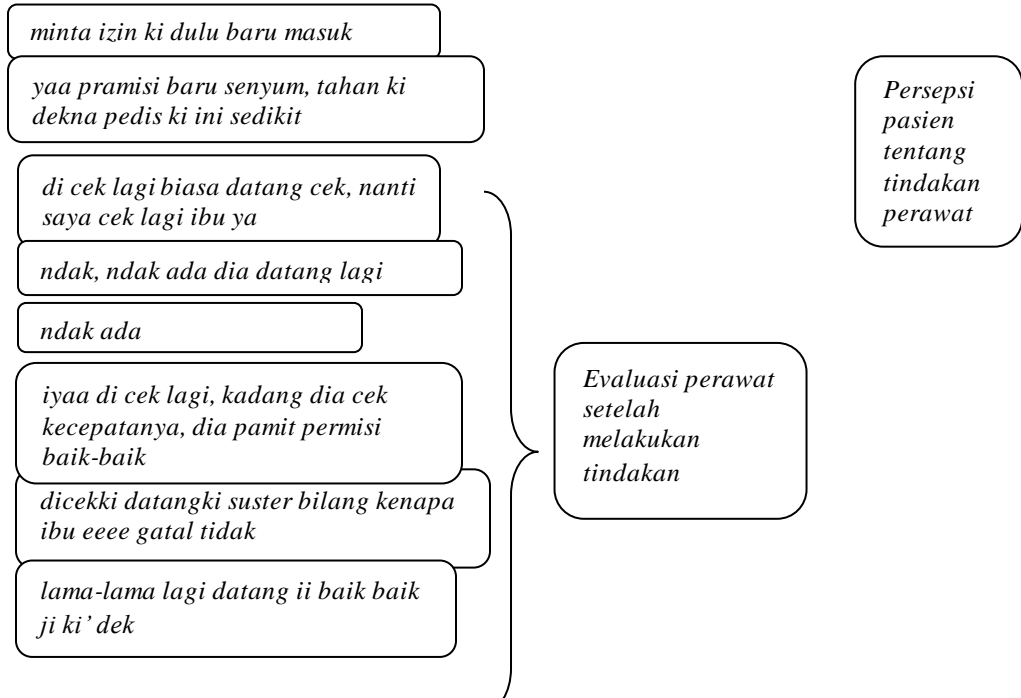 minta izin ki dulu baru masuk
yaa pramisi baru senyum, tahan ki
dekna pedis ki ini sedikit
di cek lagi biasa datang cek, nanti
saya cek lagi ibu ya
ndak, ndak ada dia datang lagi
ndak ada
iyaa di cek lagi, kadang dia cek
kecepatanya, dia pamit permisi
baik-baik
dicekki datangki suster bilang kenapa
ibu eeee gatal tidak
lama-lama lagi datang ii baik baik
ji ki’ dek
Evaluasi perawat
setelah
melakukan
tindakan
Persepsi
pasien
tentang
tindakan
perawat